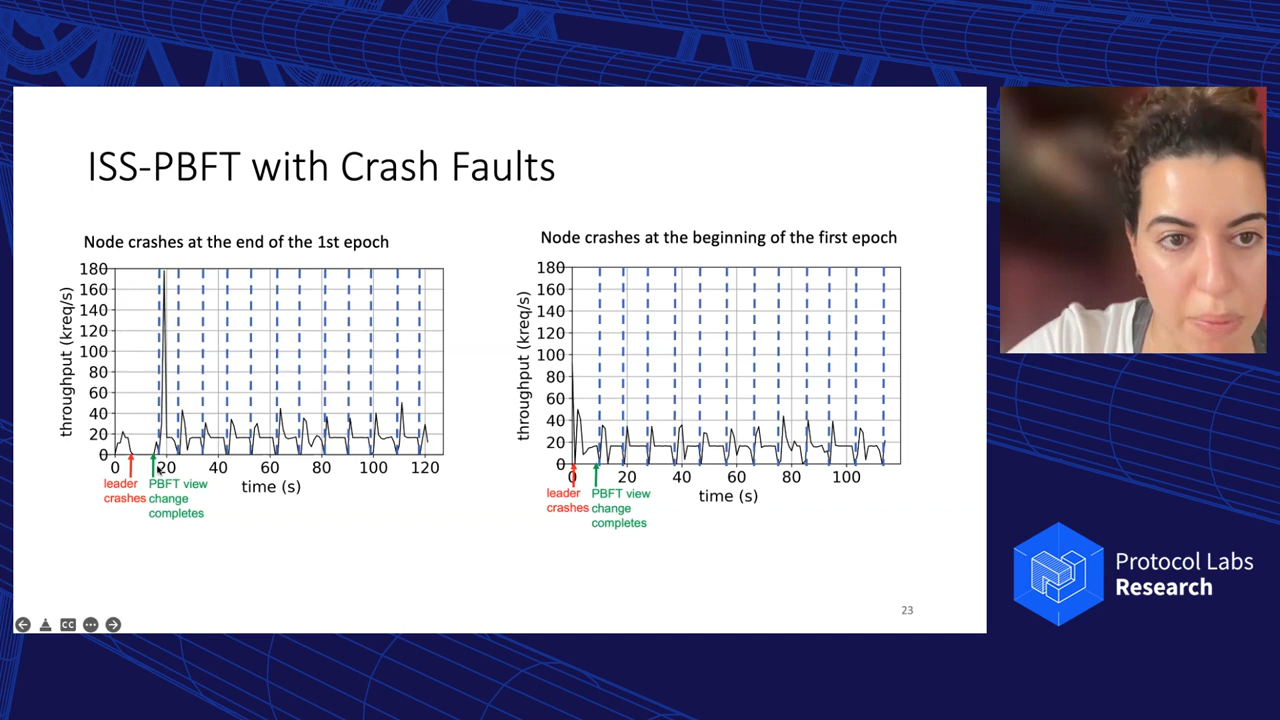 ISS-PBFT with Crash Faults
Node crashes at the end of the 1st epoch
throughput (kreq/s)
180
160
140
120
100
80
60
40
20
0
0 20 40 60 80 100 120
time (s)
leader
crashes
PBFT view
change
completes
Node crashes at the beginning of the first epoch
throughput (kreq/s)
180
160
140
120
100
80
60
40
20
0
0 20 40 60 80 100
time (s)
leader
crashes
PBFT view
change
completes
23
CC
Protocol Labs
Research